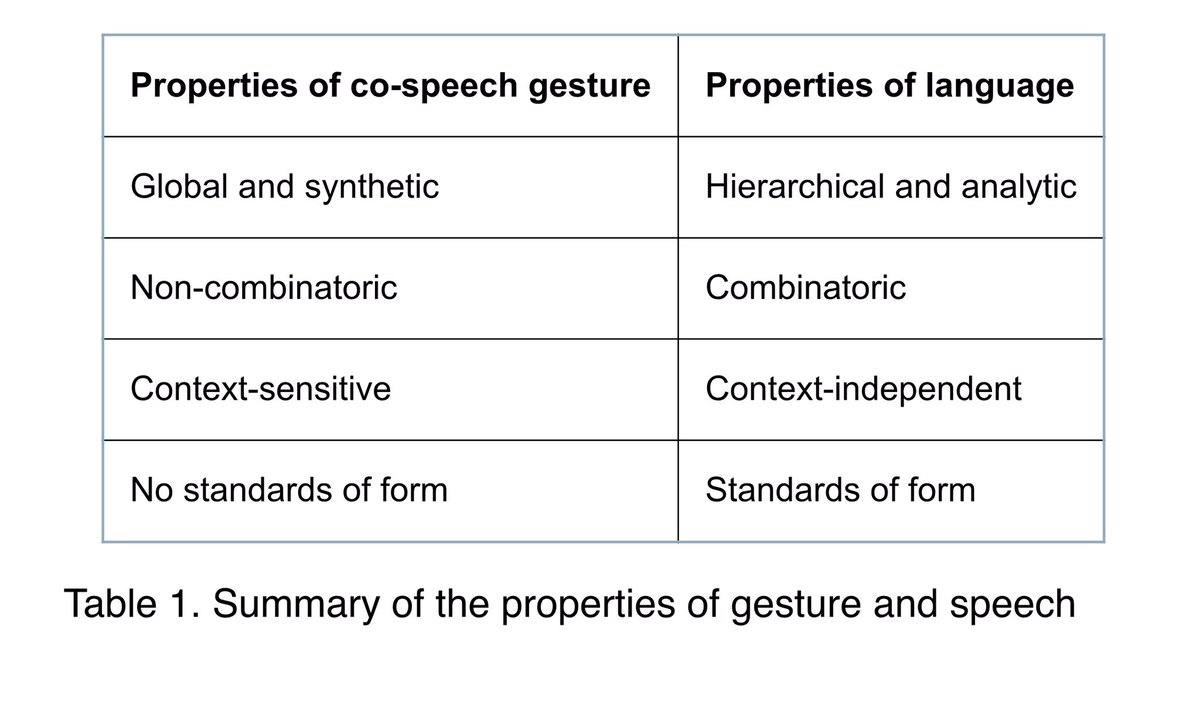 Properties of co-speech gesture Properties of language
Global and synthetic Hierarchical and analytic
Non-combinatoric Combinatoric
Context-sensitive Context-independent
No standards of form Standards of form
Table 1. Summary of the properties of gesture and speech